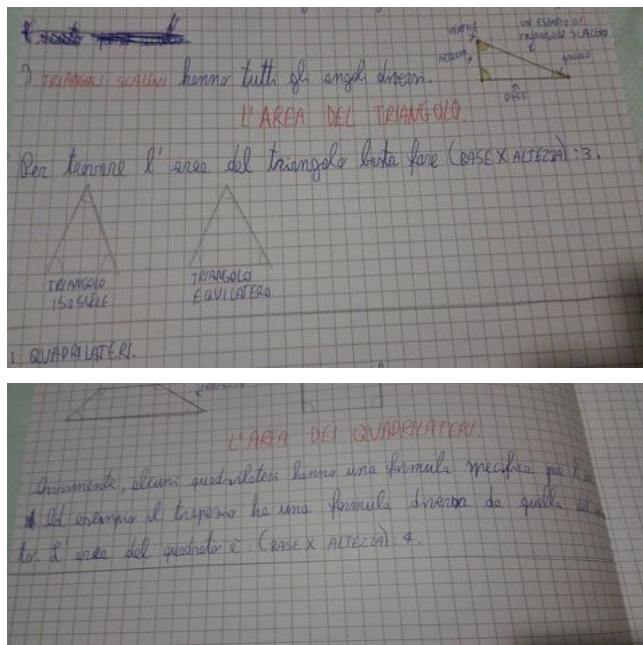 VERTICE
UN ESEMPIO DI
TRIANGOLO SCALENO
ALTEZZA
ANGOLO
BASE
I TRIANGOLI SCALENI hanno tutti gli angoli diversi.
L'AREA DEL TRIANGOLO.
Per trovare l'area del triangolo basta fare (BASE X ALTEZZA) : 3.
TRIANGOLO
ISOSCELE
TRIANGOLO
EQUILATERO
I QUADRILATERI.
L'AREA DEI QUADRILATERI.
Ovviamente, alcuni quadrilateri hanno una formula specifica per
Ad esempio il trapezio ha una formula diversa da quella
L'area del quadrato è: (BASE X ALTEZZA) : 4.